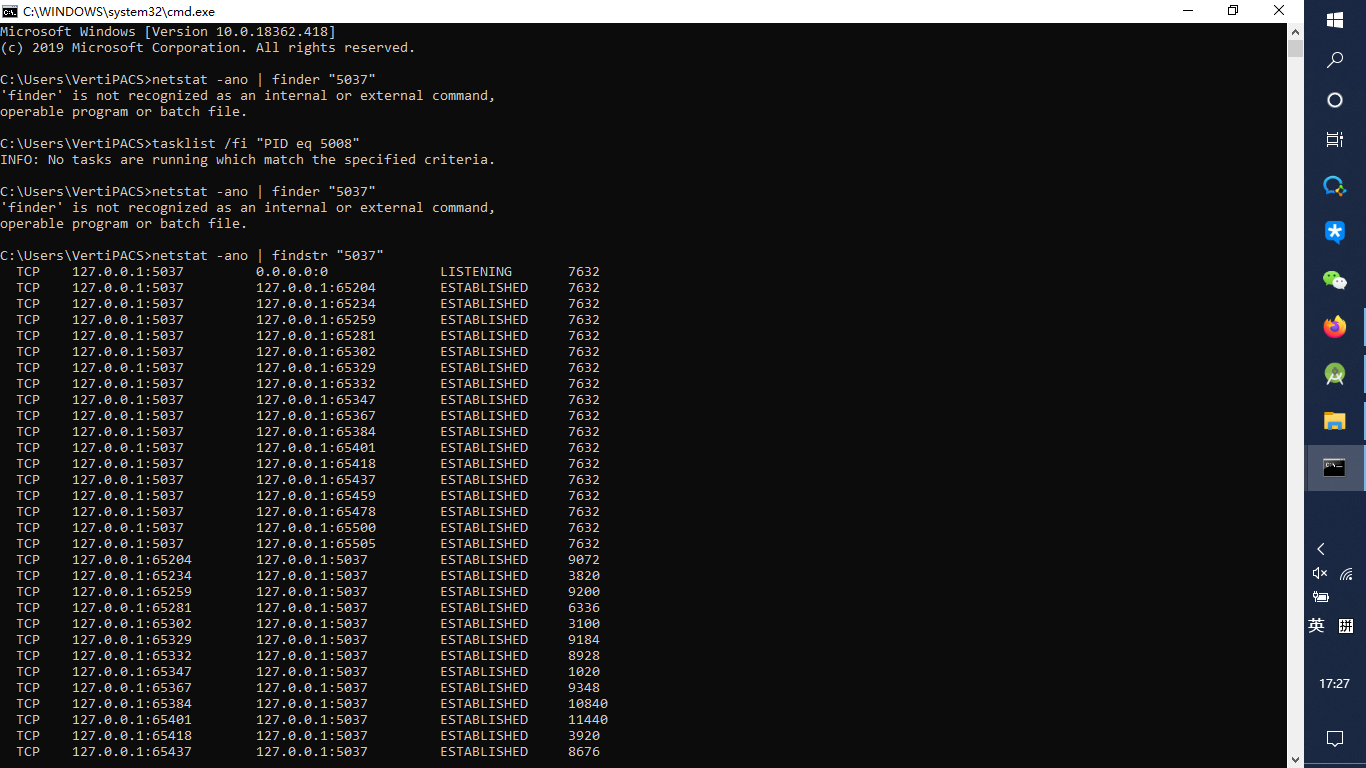 C:\WINDOWS\system32\cmd.exe
Microsoft Windows [Version 10.0.18362.418]
(c) 2019 Microsoft Corporation. All rights reserved.
C:\Users\VertiPACS>netstat -ano | finder "5037"
'finder' is not recognized as an internal or external command,
operable program or batch file.
C:\Users\VertiPACS>tasklist /fi "PID eq 5008"
INFO: No tasks are running which match the specified criteria.
C:\Users\VertiPACS>netstat -ano | finder "5037"
'finder' is not recognized as an internal or external command,
operable program or batch file.
C:\Users\VertiPACS>netstat -ano | findstr "5037"
TCP 127.0.0.1:5037 0.0.0.0:0 LISTENING 7632
TCP 127.0.0.1:5037 127.0.0.1:65204 ESTABLISHED 7632
TCP 127.0.0.1:5037 127.0.0.1:65234 ESTABLISHED 7632
TCP 127.0.0.1:5037 127.0.0.1:65259 ESTABLISHED 7632
TCP 127.0.0.1:5037 127.0.0.1:65281 ESTABLISHED 7632
TCP 127.0.0.1:5037 127.0.0.1:65302 ESTABLISHED 7632
TCP 127.0.0.1:5037 127.0.0.1:65329 ESTABLISHED 7632
TCP 127.0.0.1:5037 127.0.0.1:65332 ESTABLISHED 7632
TCP 127.0.0.1:5037 127.0.0.1:65347 ESTABLISHED 7632
TCP 127.0.0.1:5037 127.0.0.1:65367 ESTABLISHED 7632
TCP 127.0.0.1:5037 127.0.0.1:65384 ESTABLISHED 7632
TCP 127.0.0.1:5037 127.0.0.1:65401 ESTABLISHED 7632
TCP 127.0.0.1:5037 127.0.0.1:65418 ESTABLISHED 7632
TCP 127.0.0.1:5037 127.0.0.1:65437 ESTABLISHED 7632
TCP 127.0.0.1:5037 127.0.0.1:65459 ESTABLISHED 7632
TCP 127.0.0.1:5037 127.0.0.1:65478 ESTABLISHED 7632
TCP 127.0.0.1:5037 127.0.0.1:65500 ESTABLISHED 7632
TCP 127.0.0.1:5037 127.0.0.1:65505 ESTABLISHED 7632
TCP 127.0.0.1:65204 127.0.0.1:5037 ESTABLISHED 9072
TCP 127.0.0.1:65234 127.0.0.1:5037 ESTABLISHED 3820
TCP 127.0.0.1:65259 127.0.0.1:5037 ESTABLISHED 9200
TCP 127.0.0.1:65281 127.0.0.1:5037 ESTABLISHED 6336
TCP 127.0.0.1:65302 127.0.0.1:5037 ESTABLISHED 3100
TCP 127.0.0.1:65329 127.0.0.1:5037 ESTABLISHED 9184
TCP 127.0.0.1:65332 127.0.0.1:5037 ESTABLISHED 8928
TCP 127.0.0.1:65347 127.0.0.1:5037 ESTABLISHED 1020
TCP 127.0.0.1:65367 127.0.0.1:5037 ESTABLISHED 9348
TCP 127.0.0.1:65384 127.0.0.1:5037 ESTABLISHED 10840
TCP 127.0.0.1:65401 127.0.0.1:5037 ESTABLISHED 11440
TCP 127.0.0.1:65418 127.0.0.1:5037 ESTABLISHED 3920
TCP 127.0.0.1:65437 127.0.0.1:5037 ESTABLISHED 8676
英 拼
17:27